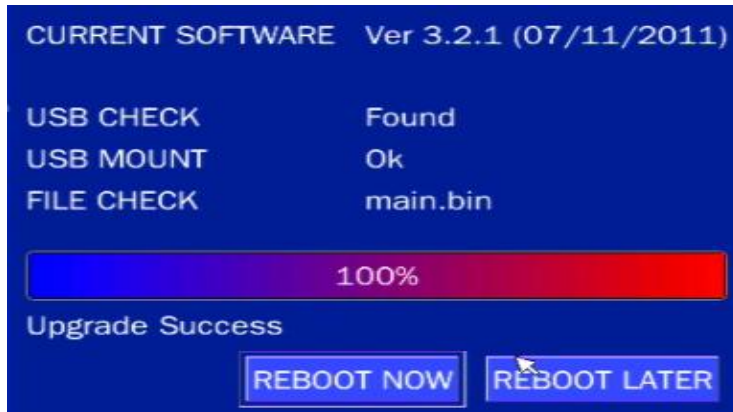 CURRENT SOFTWARE Ver 3.2.1 (07/11/2011)
USB CHECK Found
USB MOUNT Ok
FILE CHECK main.bin
100%
Upgrade Success
REBOOT NOW REBOOT LATER